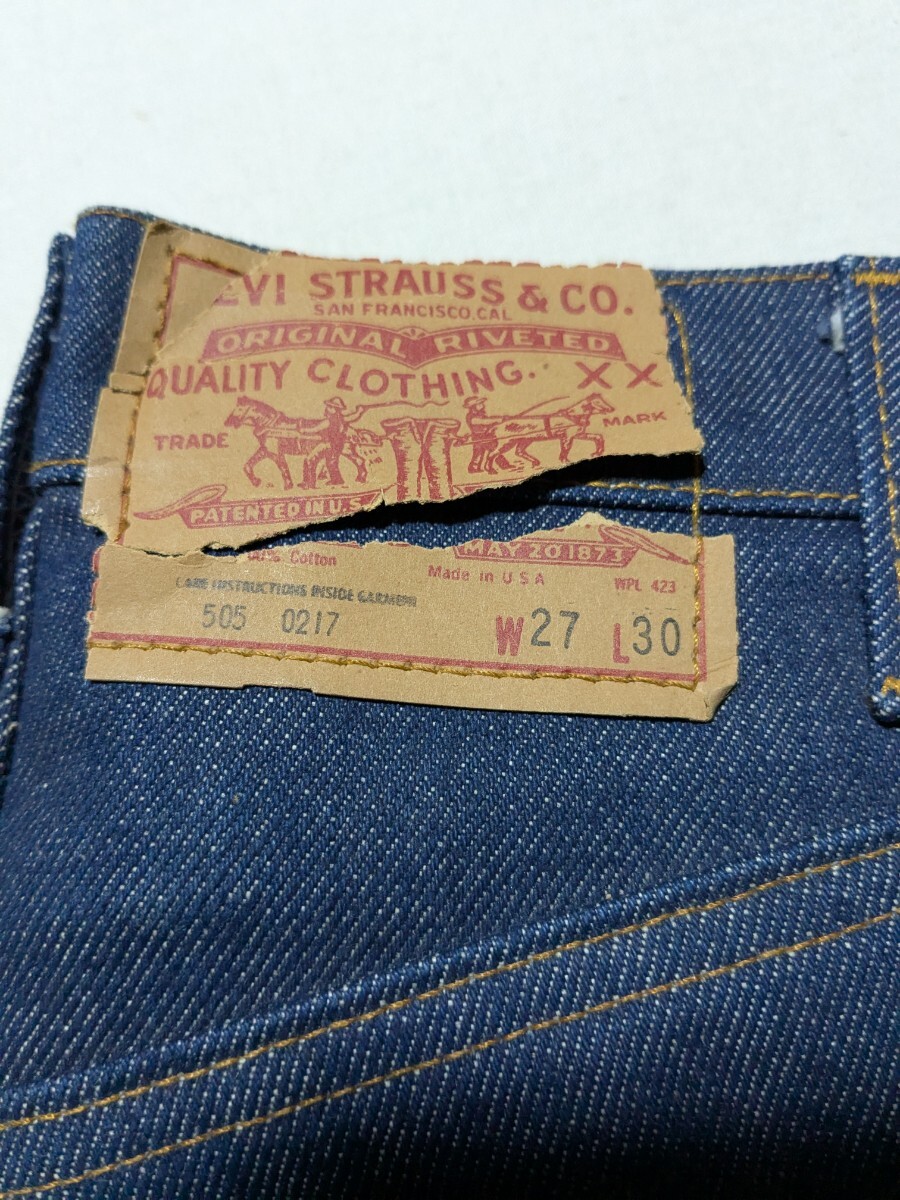 EVI STRAUSS & CO.
SAN FRANCISCO, CAL
ORIGINAL RIVETED
QUALITY CLOTHING. XX
TRADE MARK
PATENTED IN U.S.
MAY 20 1873
Cotton
Made in U S A
WPL 423
CARE INSTRUCTIONS INSIDE GARMENT
505 0217
W27 L30